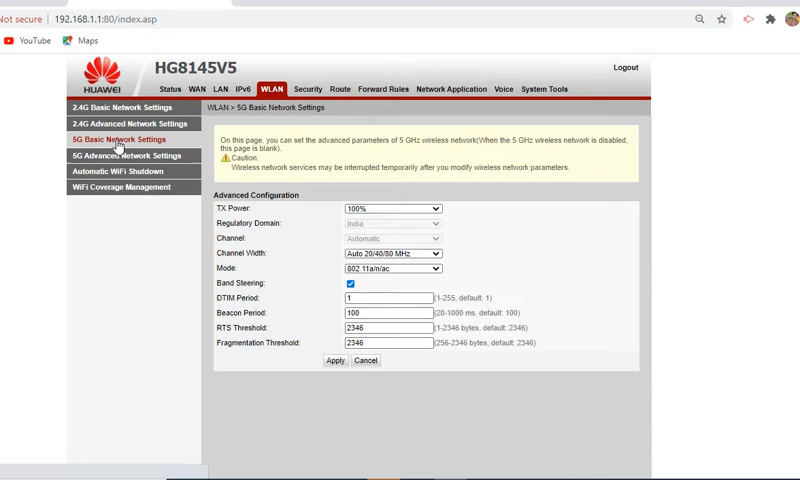 Not secure 192.168.1.1:80/index.asp
YouTube Maps
HUAWEI
HG8145V5
Logout
Status WAN LAN IPv6 WLAN Security Route Forward Rules Network Application Voice System Tools
2.4G Basic Network Settings
2.4G Advanced Network Settings
5G Basic Network Settings
5G Advanced Network Settings
Automatic WiFi Shutdown
WiFi Coverage Management
WLAN > 5G Basic Network Settings
On this page, you can set the advanced parameters of 5 GHz wireless network(When the 5 GHz wireless network is disabled,
this page is blank).
Caution:
Wireless network services may be interrupted temporarily after you modify wireless network parameters.
Advanced Configuration
TX Power: 100%
Regulatory Domain: India
Channel: Automatic
Channel Width: Auto 20/40/80 MHz
Mode: 802.11a/n/ac
Band Steering:
DTIM Period: 1 (1-255, default: 1)
Beacon Period: 100 (20-1000 ms, default: 100)
RTS Threshold: 2346 (1-2346 bytes, default: 2346)
Fragmentation Threshold: 2346 (256-2346 bytes, default: 2346)
Apply Cancel